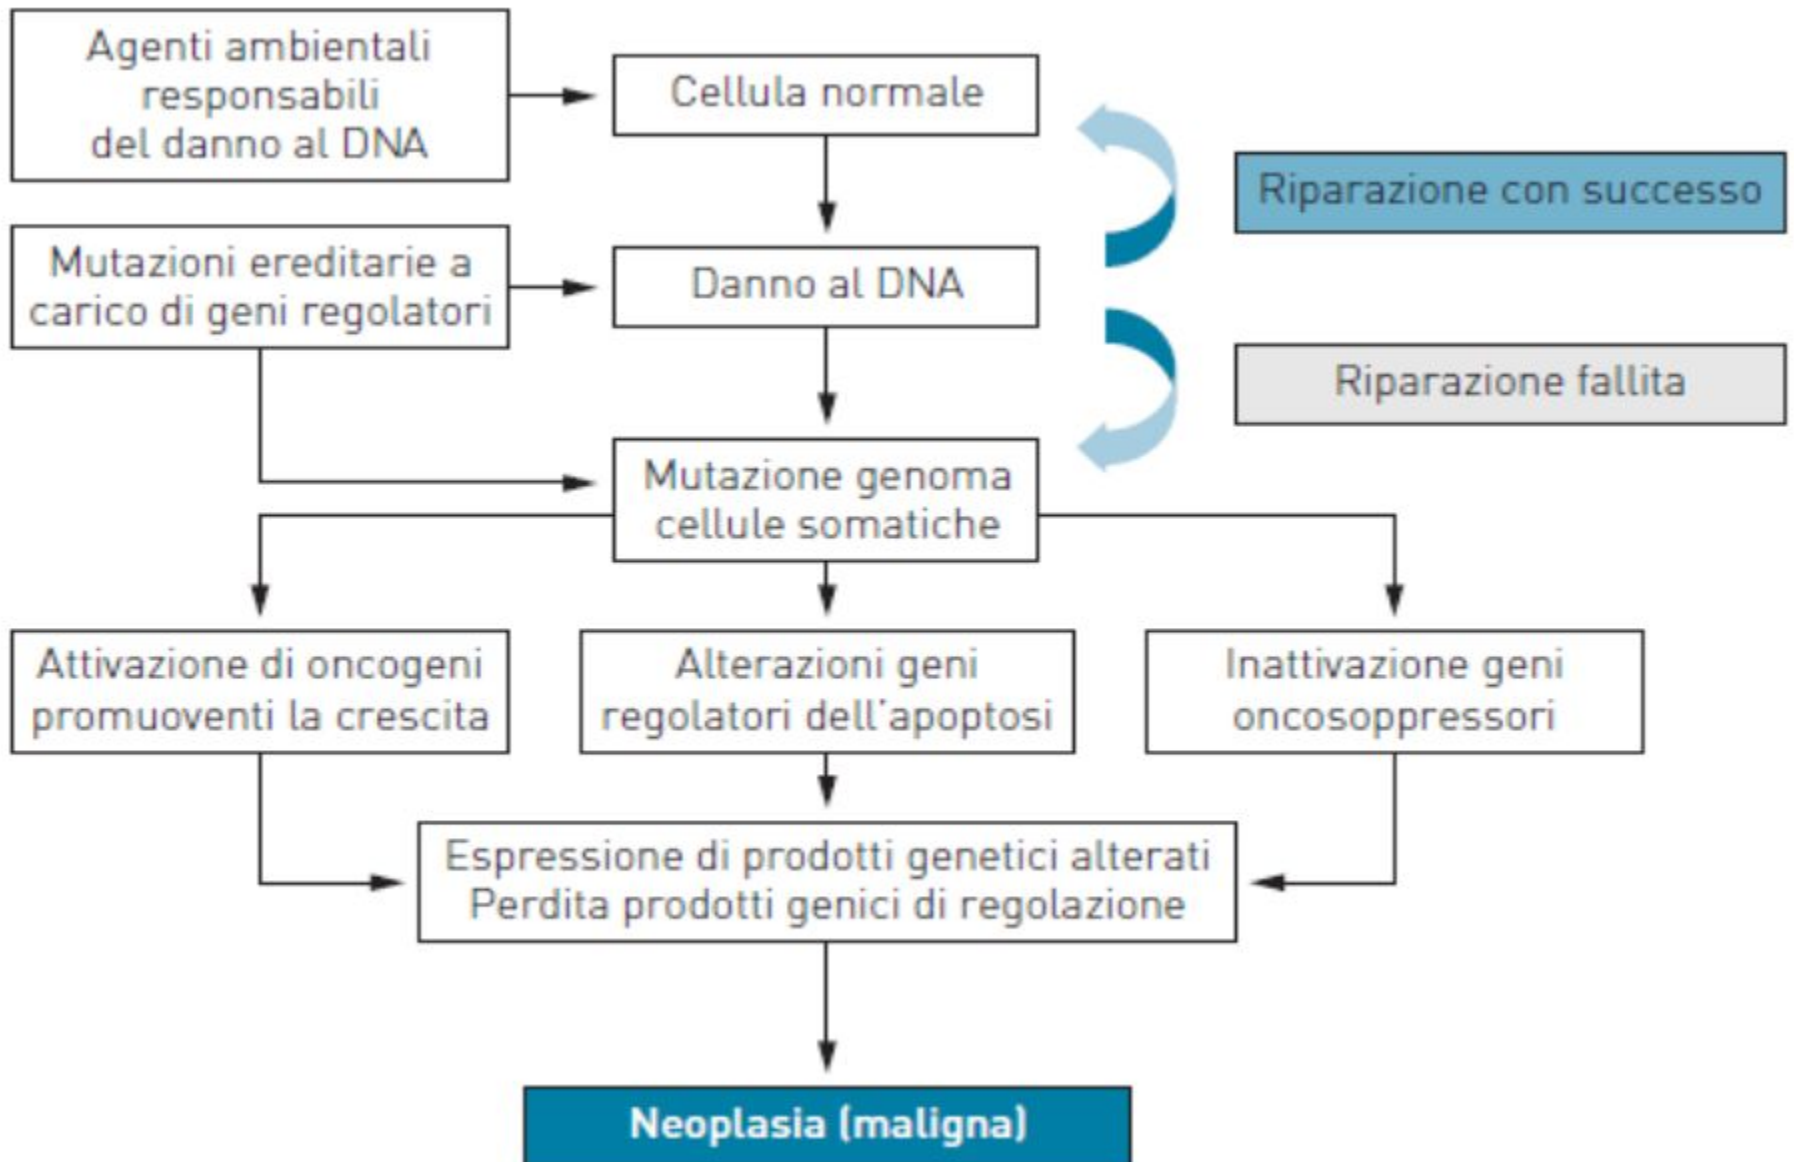 Agenti ambientali
responsabili
del danno al DNA
Cellula normale
Riparazione con successo
Mutazioni ereditarie a
carico di geni regolatori
Danno al DNA
Riparazione fallita
Mutazione genoma
cellule somatiche
Attivazione di oncogeni
promuoventi la crescita
Alterazioni geni
regolatori dell'apoptosi
Inattivazione geni
oncosoppressori
Espressione di prodotti genetici alterati
Perdita prodotti genici di regolazione
Neoplasia (maligna)